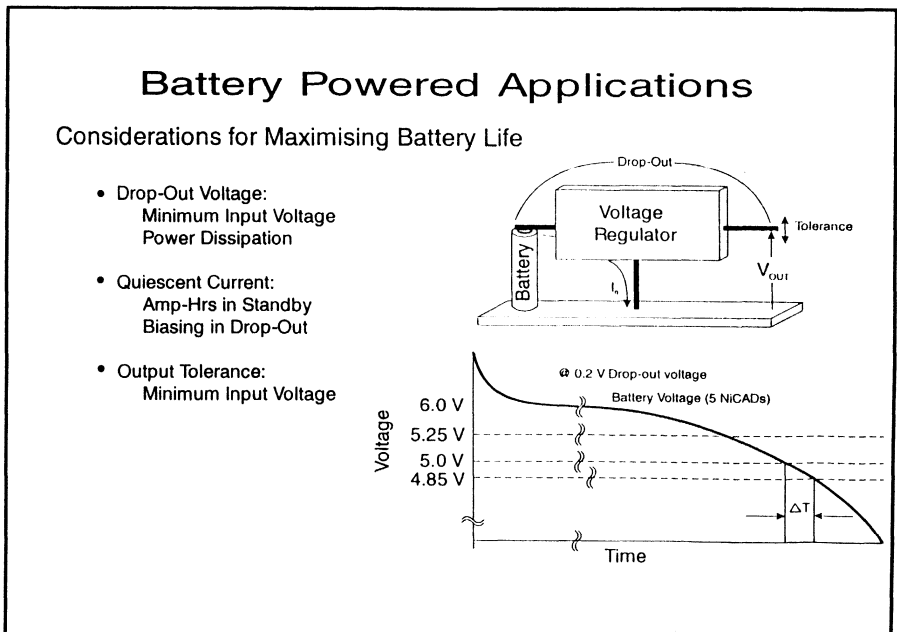 Battery Powered Applications
Considerations for Maximising Battery Life
• Drop-Out Voltage:
Minimum Input Voltage
Power Dissipation
• Quiescent Current:
Amp-Hrs in Standby
Biasing in Drop-Out
• Output Tolerance:
Minimum Input Voltage
Drop-Out
Voltage
Regulator
Tolerance
Battery
V OUT
@ 0.2 V Drop-out voltage
Battery Voltage (5 NiCADs)
Voltage
6.0 V
5.25 V
5.0 V
4.85 V
ΔT
Time